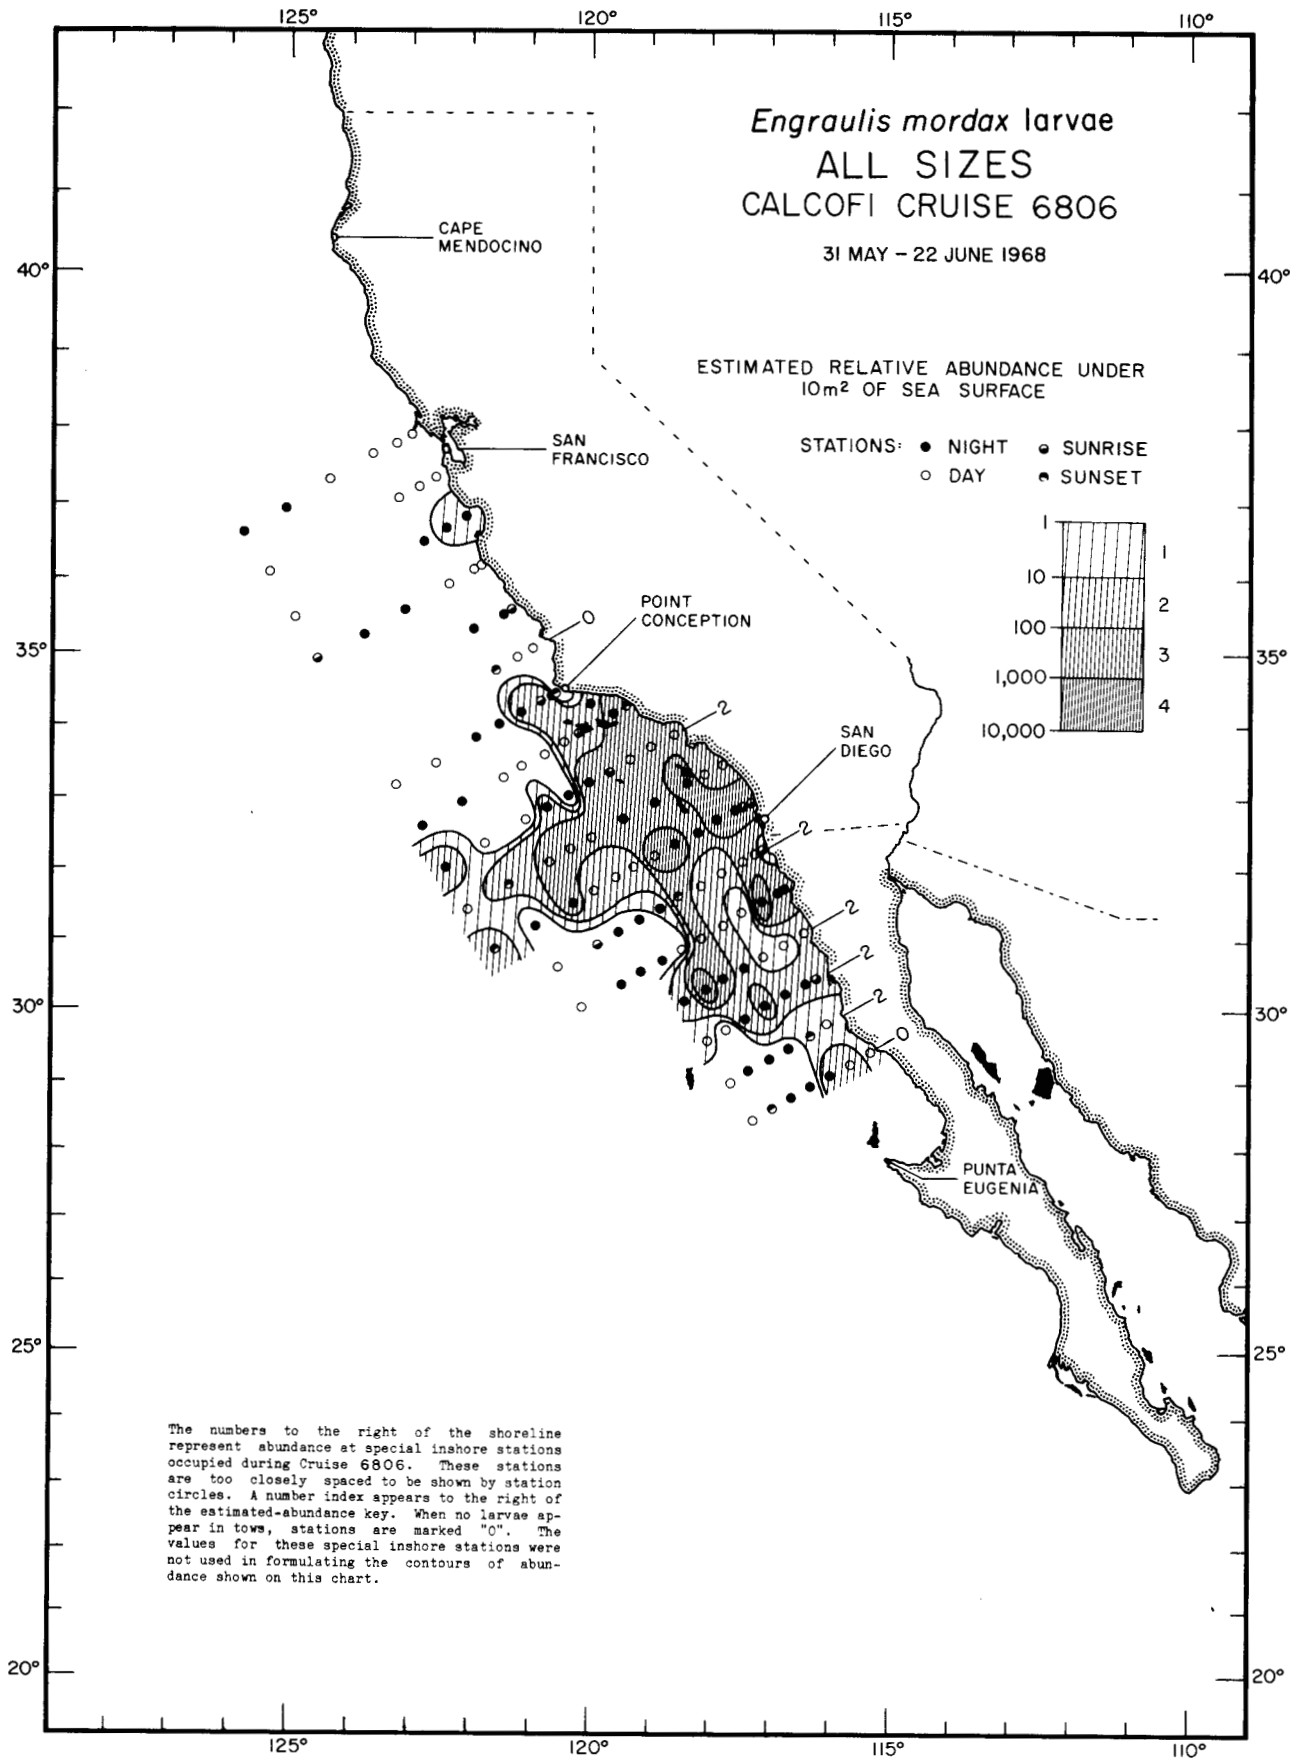 125° 120° 115° 110°
Engraulis mordax larvae
ALL SIZES
CALCOFI CRUISE 6806
31 MAY – 22 JUNE 1968
CAPE
MENDOCINO
40° 40°
ESTIMATED RELATIVE ABUNDANCE UNDER
10m² OF SEA SURFACE
STATIONS: ● NIGHT SUNRISE
○ DAY SUNSET
SAN
FRANCISCO
1
1
10
2
100
3
1,000
4
10,000
POINT
CONCEPTION
0
35° 35°
2
SAN
DIEGO
2
2
2
2
30° 30°
0
PUNTA
EUGENIA
25° 25°
The numbers to the right of the shoreline
represent abundance at special inshore stations
occupied during Cruise 6806. These stations
are too closely spaced to be shown by station
circles. A number index appears to the right of
the estimated-abundance key. When no larvae ap-
pear in tows, stations are marked "0". The
values for these special inshore stations were
not used in formulating the contours of abun-
dance shown on this chart.
20° 20°
125° 120° 115° 110°